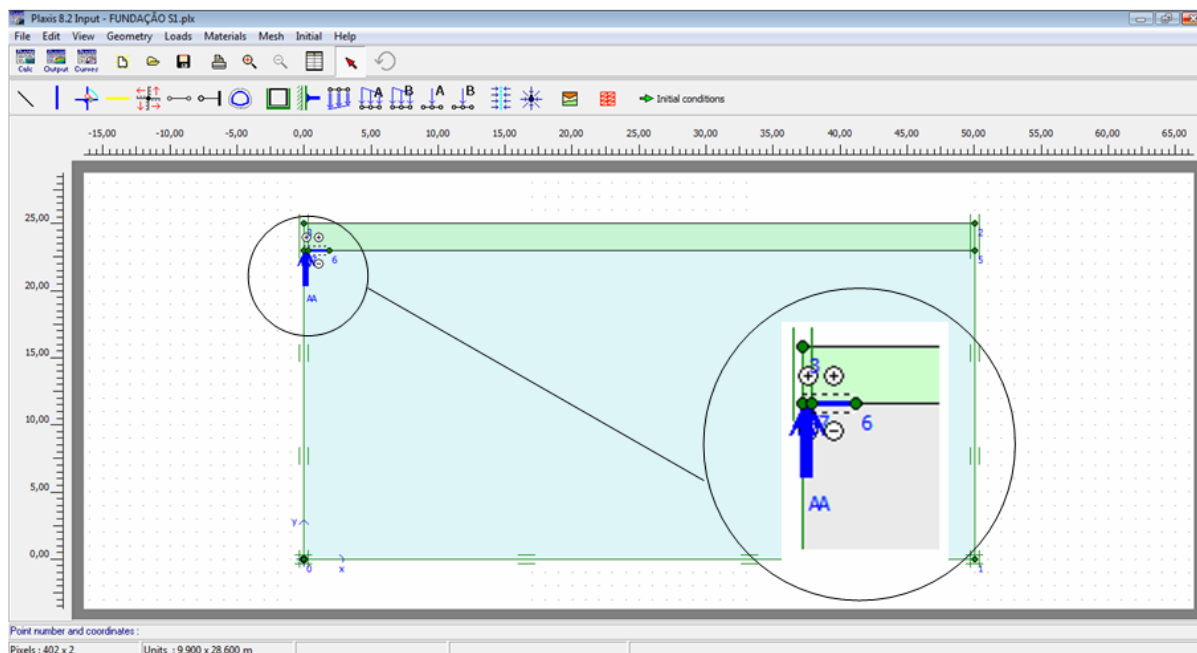 Plaxis 8.2 Input - FUNDAÇÃO S1.plx
File Edit View Geometry Loads Materials Mesh Initial Help
Calc Output Curves
A B A B Initial conditions
-15,00 -10,00 -5,00 0,00 5,00 10,00 15,00 20,00 25,00 30,00 35,00 40,00 45,00 50,00 55,00 60,00 65,00
25,00
20,00
15,00
10,00
5,00
0,00
3
2
6
5
AA
3
7
6
AA
y
x
0
1
Point number and coordinates :
Pixels : 402 x 2 Units : 9,900 x 28,600 m